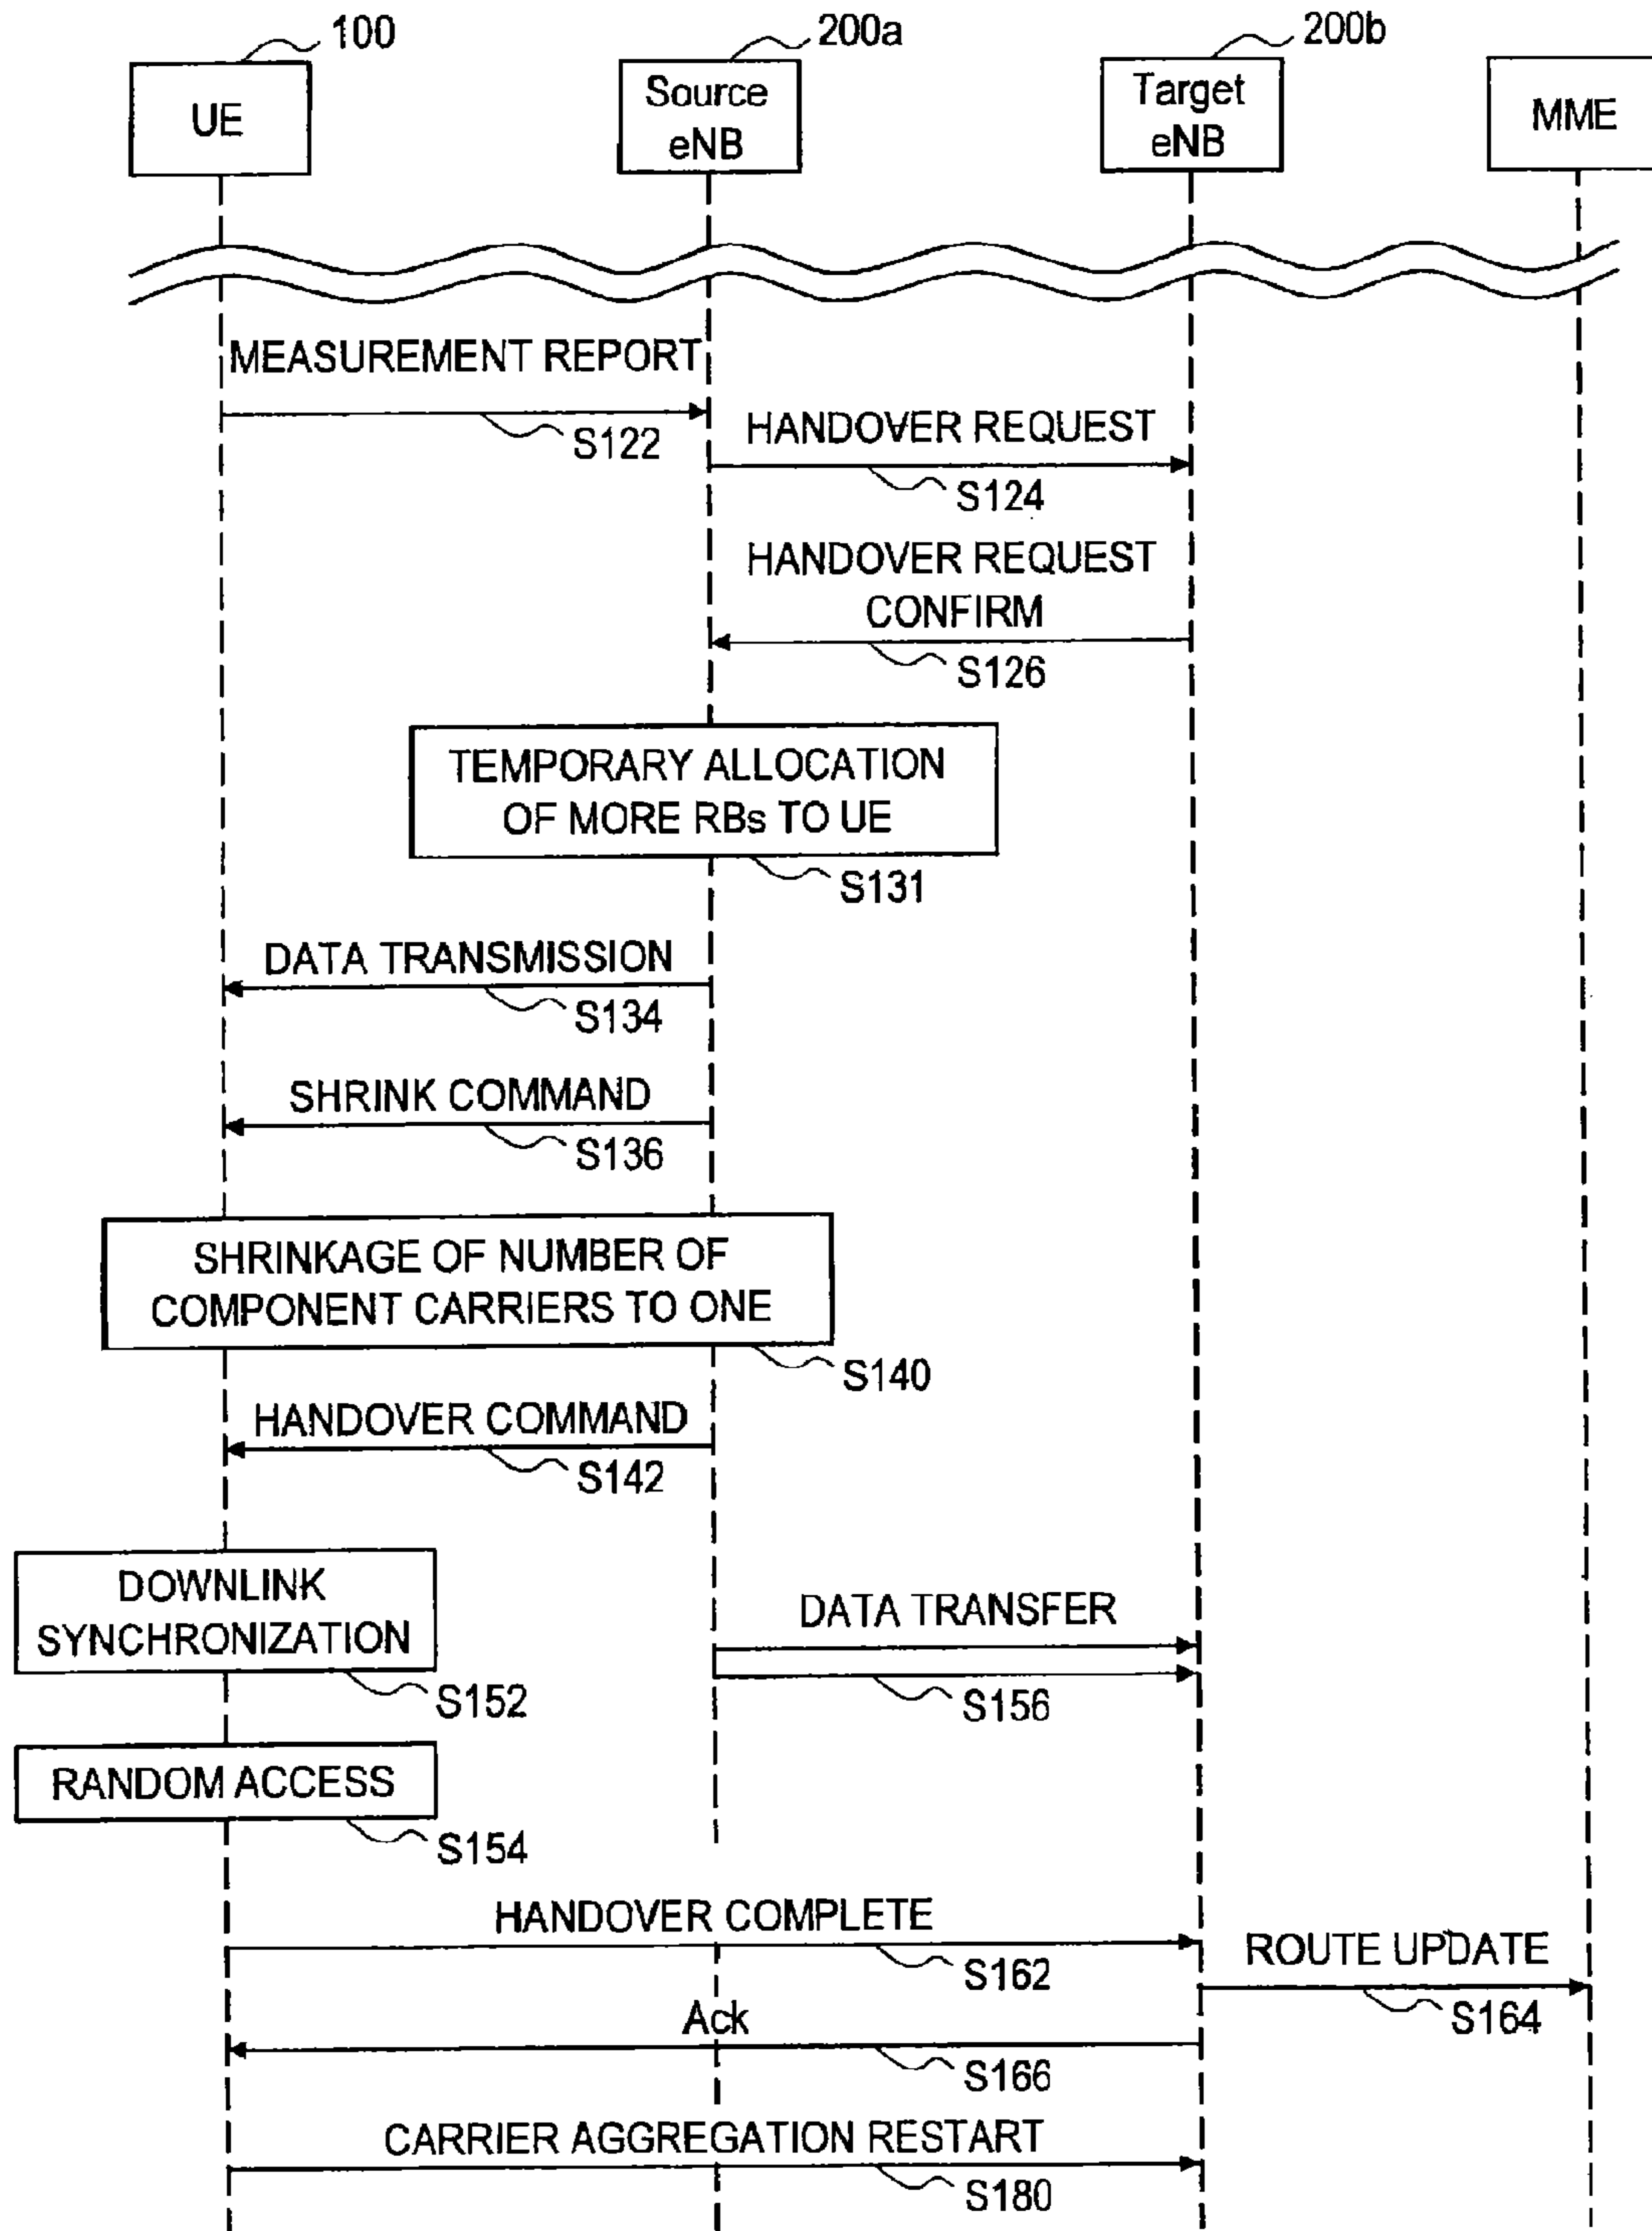 100
200a
200b
UE
Source
eNB
Target
eNB
MME
MEASUREMENT REPORT
S122
HANDOVER REQUEST
S124
HANDOVER REQUEST
CONFIRM
S126
TEMPORARY ALLOCATION
OF MORE RBs TO UE
S131
DATA TRANSMISSION
S134
SHRINK COMMAND
S136
SHRINKAGE OF NUMBER OF
COMPONENT CARRIERS TO ONE
S140
HANDOVER COMMAND
S142
DOWNLINK
SYNCHRONIZATION
S152
DATA TRANSFER
S156
RANDOM ACCESS
S154
HANDOVER COMPLETE
S162
ROUTE UPDATE
S164
Ack
S166
CARRIER AGGREGATION RESTART
S180